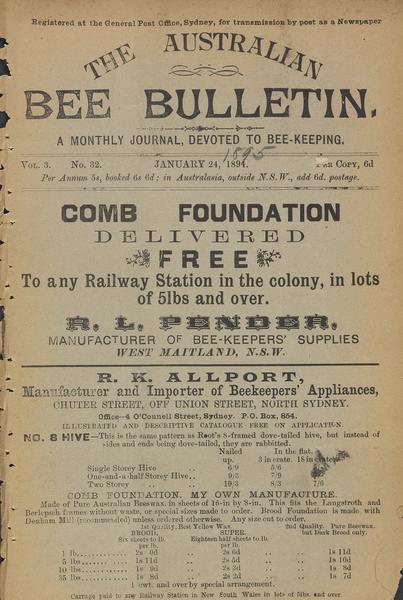 Registered at the General Post Office, Sydney, for transmission by post as a Newspaper
THE AUSTRALIAN
BEE BULLETIN.
A MONTHLY JOURNAL, DEVOTED TO BEE-KEEPING.
1895
VOL. 3. No. 32. JANUARY 24, 1894. Per Copy, 6d
Per Annum 5s, booked 6s 6d; in Australasia, outside N.S.W., add 6d. postage.
COMB FOUNDATION
DELIVERED
FREE
To any Railway Station in the colony, in lots
of 5lbs and over.
R. L. PENDER,
MANUFACTURER OF BEE-KEEPERS' SUPPLIES
WEST MAITLAND, N.S.W.
R. K. ALLPORT,
Manufacturer and Importer of Beekeepers' Appliances,
CHUTER STREET, OFF UNION STREET, NORTH SYDNEY.
Office—4 O'Connell Street, Sydney. P.O. Box, 854.
ILLUSTRATED AND DESCRIPTIVE CATALOGUE FREE ON APPLICATION.
NO. 8 HIVE—This is the same pattern as Root's 8-framed dove-tailed hive, but instead of
sides and ends being dove-tailed, they are rabbitted.
Nailed In the flat.
up. 3 in crate. 18 in crate.
Single Storey Hive .. 6/9 5/6
One-and-a-half Storey Hive.. 9/3 7/9
Two Storey .. .. 10/3 8/3 7/6
COMB FOUNDATION, MY OWN MANUFACTURE.
Made of Pure Australian Beeswax, in sheets of 16-in by 8-in. This fits the Langstroth and
Berlepsch frames without waste, or special sizes made to order. Brood Foundation is made with
Denham Mill (recommended) unless ordered otherwise. Any size cut to order.
1st Quality, Best Yellow Wax. 2nd Quality, Pure Beeswax.
BROOD. SUPER. but Dark Brood only.
Six sheets to lb. Eighteen half sheets to lb.
per lb. per lb.
1 lb. 2s 0d .. 2s 6d .. .. 1s 11d
5 lbs 1s 11d .. 2s 5d .. .. 1s 10d
10 lbs 1s 9d .. 2s 3d .. .. 1s 8d
35 lbs 1s 8d .. 2s 2d .. .. 1s 7d
1 cwt. and over by special arrangement.
Carriage paid to any Railway Station in New South Wales in lots of 5lbs. and over.